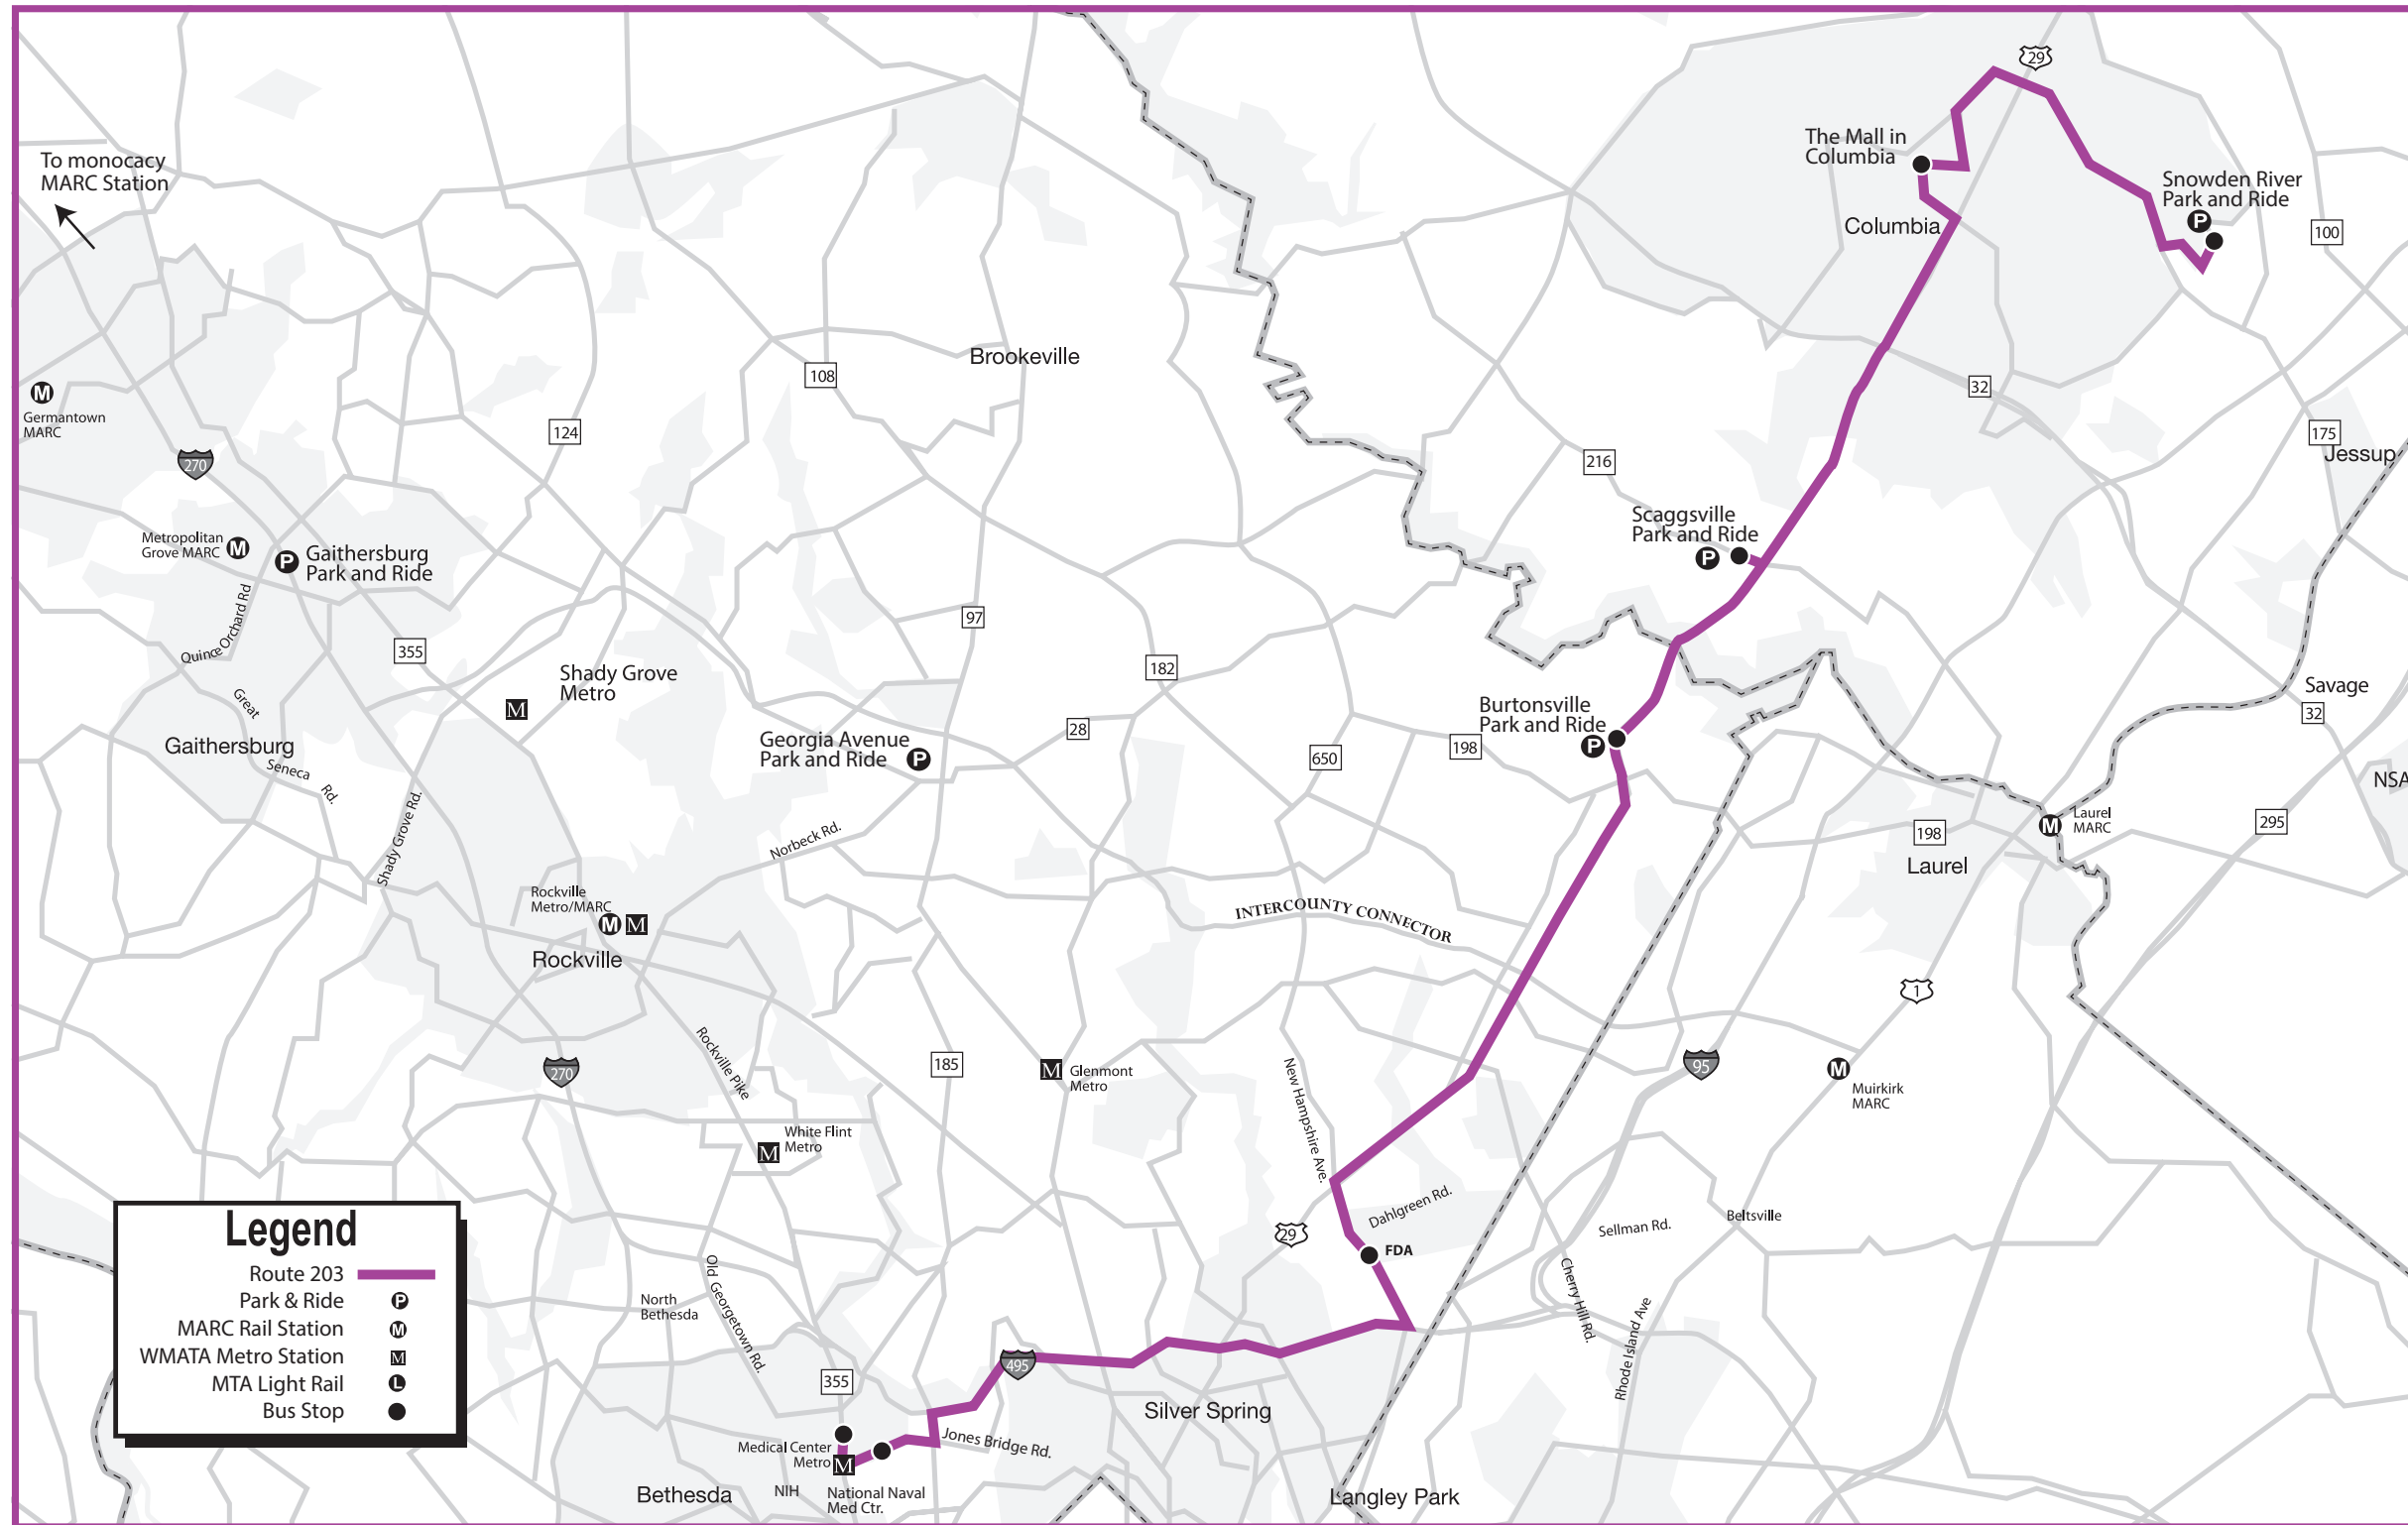 29
The Mall in
Columbia
To monocacy
MARC Station
Snowden River
Park and Ride
P
Columbia
100
Brookeville
108
32
M
Germantown
MARC
124
175
Jessup
270
216
Scaggsville
Park and Ride
P
Metropolitan
Grove MARC
M
P
Gaithersburg
Park and Ride
Quince Orchard Rd
97
355
182
Shady Grove
Metro
M
Savage
32
Great
Seneca
Rd.
Burtonsville
Park and Ride
P
Georgia Avenue
Park and Ride
P
28
198
650
Gaithersburg
NSA
Shady Grove Rd.
Norbeck Rd.
Laurel
MARC
M
198
295
Laurel
Rockville
Metro/MARC
M
M
INTERCOUNTY CONNECTOR
Rockville
1
Rockville Pike
270
185
M
Glenmont
Metro
New Hampshire Ave.
95
M
Muirkirk
MARC
White Flint
Metro
M
Dahlgreen Rd.
29
FDA
Sellman Rd.
Beltsville
Cherry Hill Rd.
Rhode Island Ave
Old Georgetown Rd.
North
Bethesda
495
355
Silver Spring
Jones Bridge Rd.
Medical Center
Metro
M
Bethesda
NIH
National Naval
Med Ctr.
Langley Park
Legend
Route 203
Park & Ride P
MARC Rail Station M
WMATA Metro Station M
MTA Light Rail L
Bus Stop